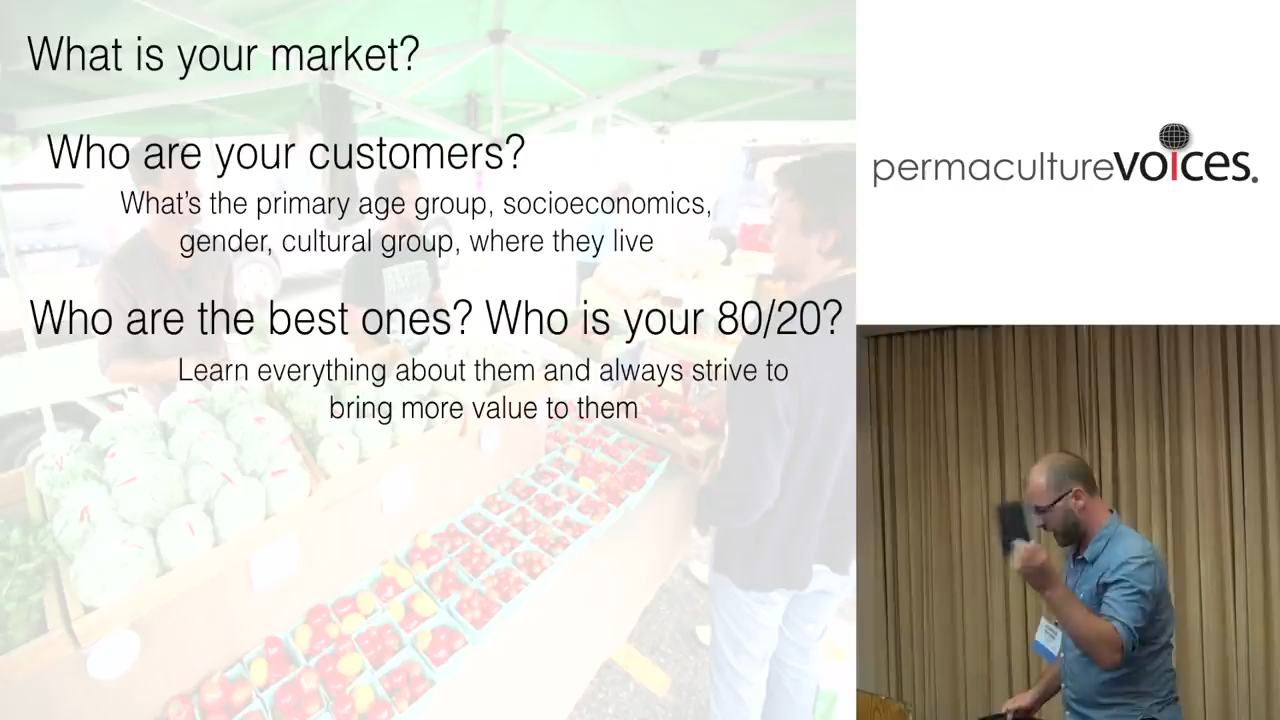 What is your market?
Who are your customers?
What's the primary age group, socioeconomics,
gender, cultural group, where they live
Who are the best ones? Who is your 80/20?
Learn everything about them and always strive to
bring more value to them
permaculturevoices.